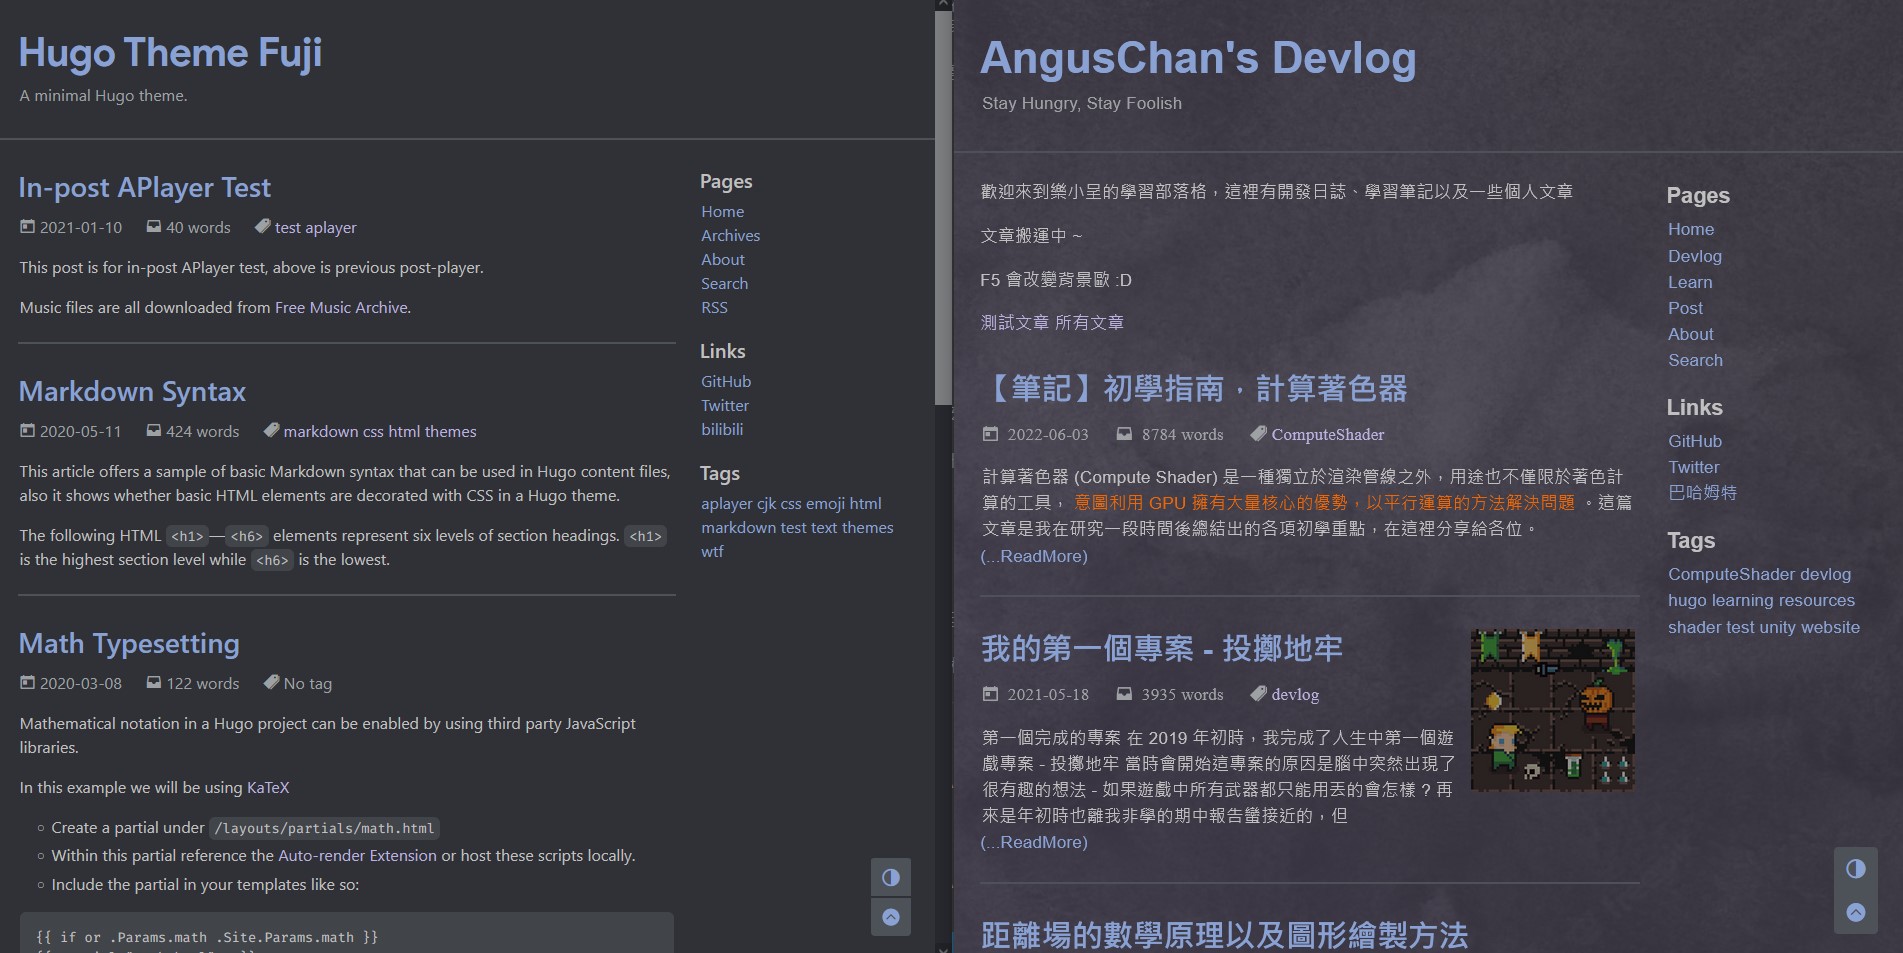 Hugo Theme Fuji
A minimal Hugo theme.
In-post APlayer Test
2021-01-10 40 words test aplayer
This post is for in-post APlayer test, above is previous post-player.
Music files are all downloaded from Free Music Archive.
Markdown Syntax
2020-05-11 424 words markdown css html themes
This article offers a sample of basic Markdown syntax that can be used in Hugo content files,
also it shows whether basic HTML elements are decorated with CSS in a Hugo theme.
The following HTML <h1>—<h6> elements represent six levels of section headings. <h1>
is the highest section level while <h6> is the lowest.
Math Typesetting
2020-03-08 122 words No tag
Mathematical notation in a Hugo project can be enabled by using third party JavaScript
libraries.
In this example we will be using KaTeX
Create a partial under /layouts/partials/math.html
Within this partial reference the Auto-render Extension or host these scripts locally.
Include the partial in your templates like so:
{{ if or .Params.math .Site.Params.math }}
Pages
Home
Archives
About
Search
RSS
Links
GitHub
Twitter
bilibili
Tags
aplayer cjk css emoji html
markdown test text themes
wtf
AngusChan's Devlog
Stay Hungry, Stay Foolish
歡迎來到樂小呈的學習部落格，這裡有開發日誌、學習筆記以及一些個人文章
文章搬運中 ~
F5 會改變背景歐 :D
測試文章 所有文章
【筆記】初學指南，計算著色器
2022-06-03 8784 words ComputeShader
計算著色器 (Compute Shader) 是一種獨立於渲染管線之外，用途也不僅限於著色計
算的工具， 意圖利用 GPU 擁有大量核心的優勢，以平行運算的方法解決問題 。這篇
文章是我在研究一段時間後總結出的各項初學重點，在這裡分享給各位。
(...ReadMore)
我的第一個專案 - 投擲地牢
2021-05-18 3935 words devlog
第一個完成的專案 在 2019 年初時，我完成了人生中第一個遊
戲專案 - 投擲地牢 當時會開始這專案的原因是腦中突然出現了
很有趣的想法 - 如果遊戲中所有武器都只能用丟的會怎樣？再
來是年初時也離我非學的期中報告蠻接近的，但
(...ReadMore)
距離場的數學原理以及圖形繪製方法
Pages
Home
Devlog
Learn
Post
About
Search
Links
GitHub
Twitter
巴哈姆特
Tags
ComputeShader devlog
hugo learning resources
shader test unity website